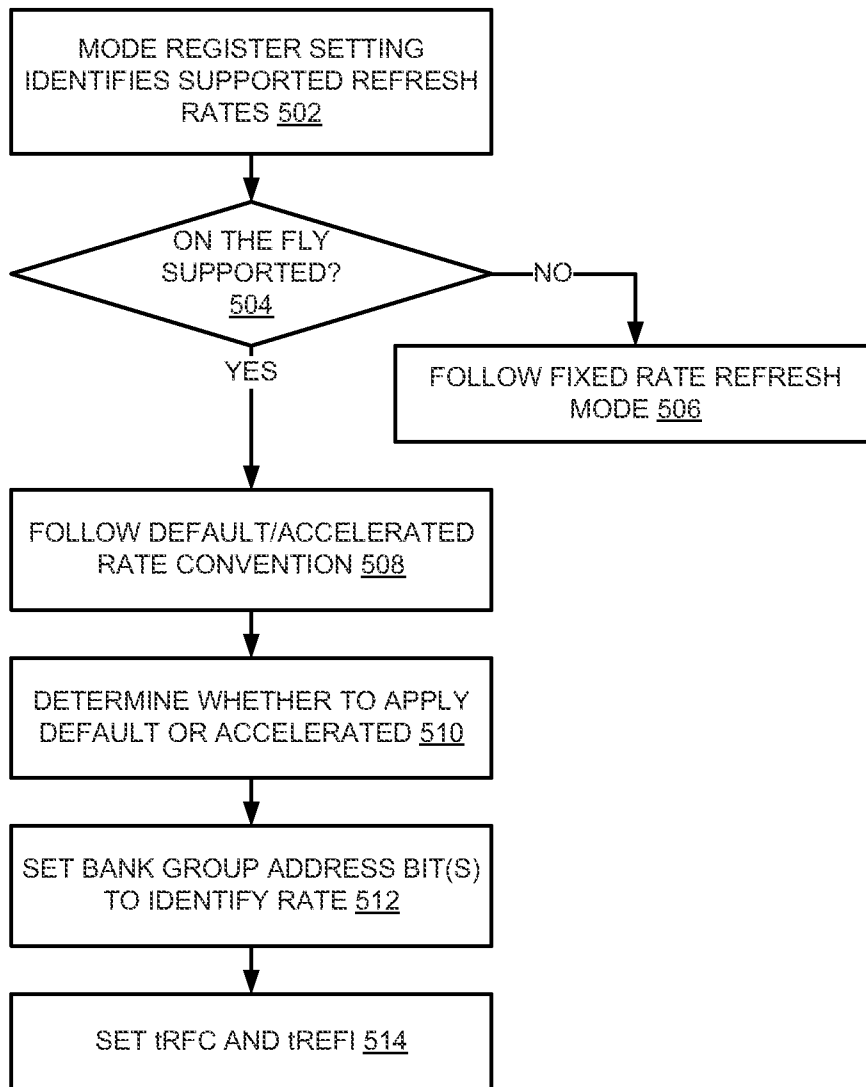 MODE REGISTER SETTING
IDENTIFIES SUPPORTED REFRESH
RATES 502
ON THE FLY
SUPPORTED?
504
NO
YES
FOLLOW FIXED RATE REFRESH
MODE 506
FOLLOW DEFAULT/ACCELERATED
RATE CONVENTION 508
DETERMINE WHETHER TO APPLY
DEFAULT OR ACCELERATED 510
SET BANK GROUP ADDRESS BIT(S)
TO IDENTIFY RATE 512
SET tRFC AND tREFI 514